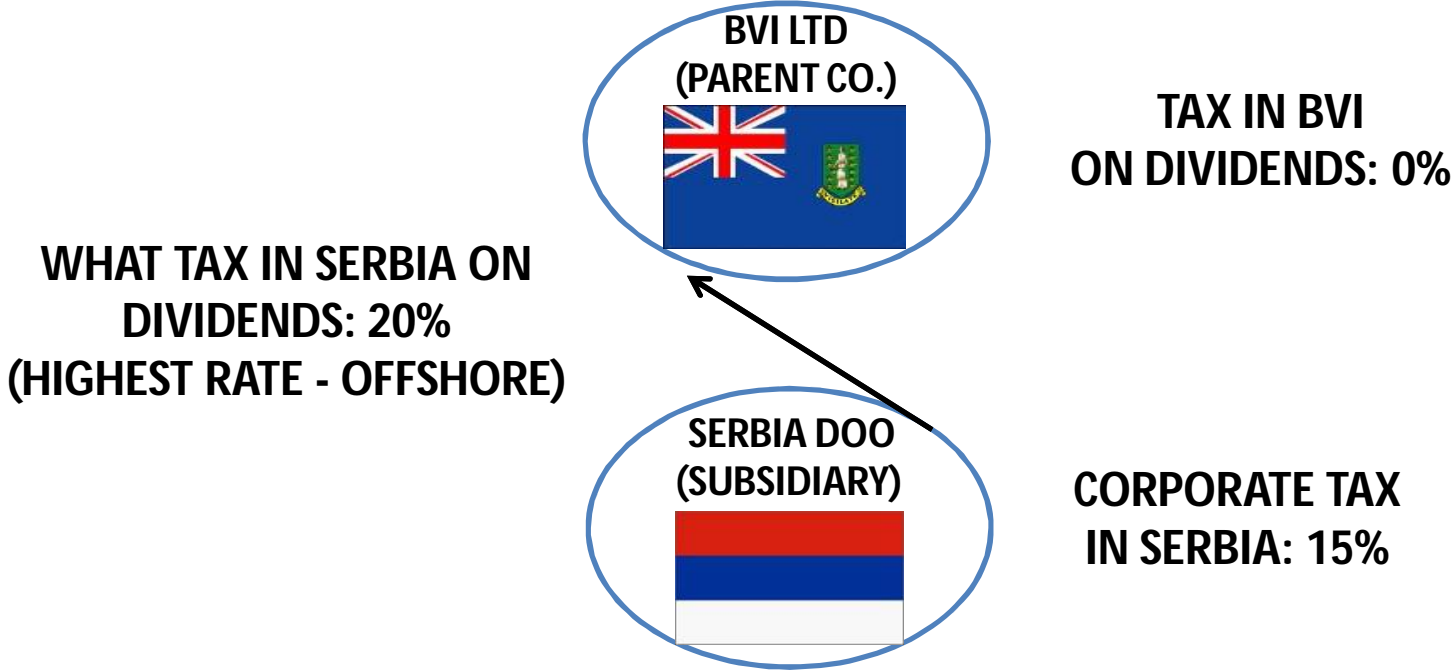 BVI LTD
(PARENT CO.)
TAX IN BVI
ON DIVIDENDS: 0%
WHAT TAX IN SERBIA ON
DIVIDENDS: 20%
(HIGHEST RATE - OFFSHORE)
SERBIA DOO
(SUBSIDIARY)
CORPORATE TAX
IN SERBIA: 15%